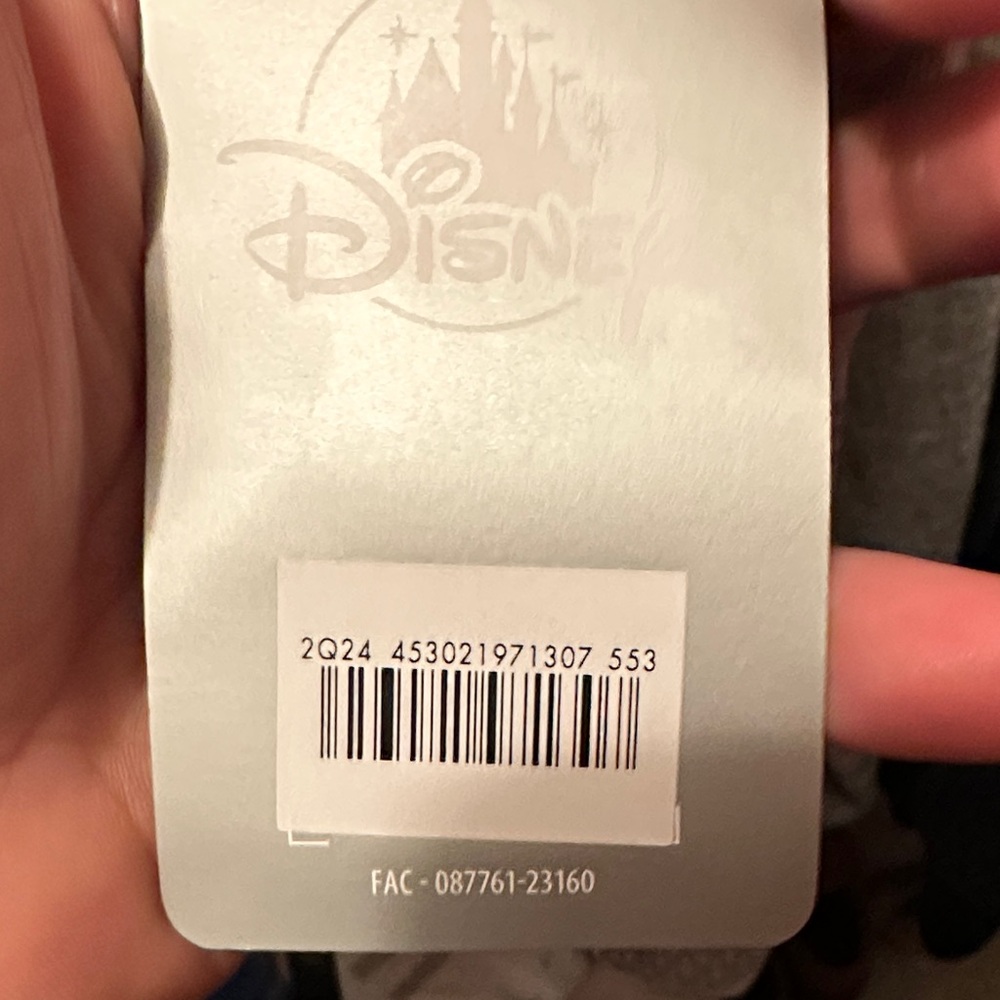 Disney
2Q24 453021971307 553
FAC - 087761-23160